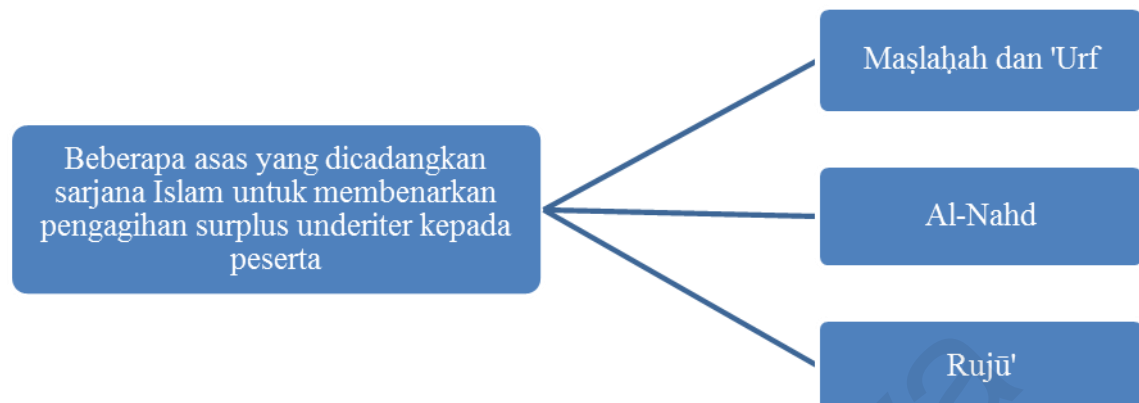 Beberapa asas yang dicadangkan
sarjana Islam untuk membenarkan
pengagihan surplus underiter kepada
peserta
Maṣlaḥah dan 'Urf
Al-Nahd
Rujū'